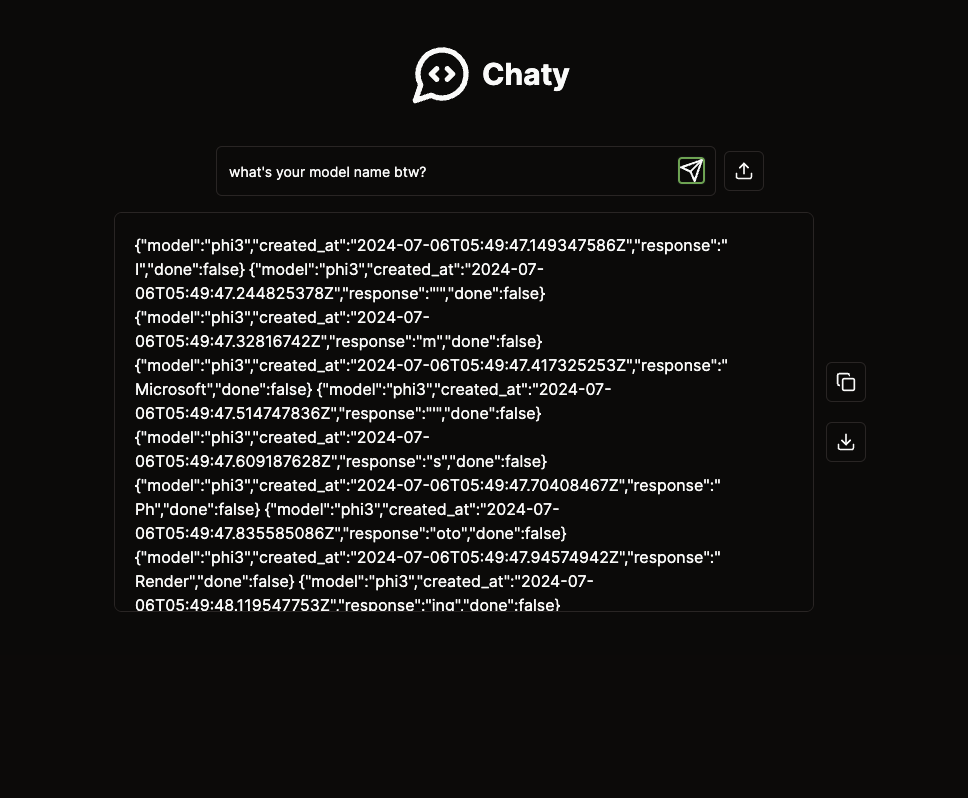 Chaty
what's your model name btw?
{"model":"phi3","created_at":"2024-07-06T05:49:47.149347586Z","response":"
I","done":false} {"model":"phi3","created_at":"2024-07-
06T05:49:47.244825378Z","response":"'","done":false}
{"model":"phi3","created_at":"2024-07-
06T05:49:47.32816742Z","response":"m","done":false}
{"model":"phi3","created_at":"2024-07-06T05:49:47.417325253Z","response":"
Microsoft","done":false} {"model":"phi3","created_at":"2024-07-
06T05:49:47.514747836Z","response":"'","done":false}
{"model":"phi3","created_at":"2024-07-
06T05:49:47.609187628Z","response":"s","done":false}
{"model":"phi3","created_at":"2024-07-06T05:49:47.70408467Z","response":"
Ph","done":false} {"model":"phi3","created_at":"2024-07-
06T05:49:47.835585086Z","response":"oto","done":false}
{"model":"phi3","created_at":"2024-07-06T05:49:47.94574942Z","response":"
Render","done":false} {"model":"phi3","created_at":"2024-07-
06T05:49:48.119547753Z","response":"ing","done":false}